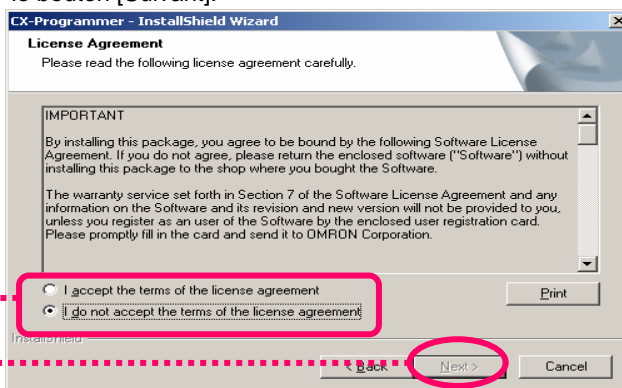 le bouton [Suivant].
CX-Programmer - InstallShield Wizard
License Agreement
Please read the following license agreement carefully.
IMPORTANT
By installing this package, you agree to be bound by the following Software License
Agreement. If you do not agree, please return the enclosed software ("Software") without
installing this package to the shop where you bought the Software.
The warranty service set forth in Section 7 of the Software License Agreement and any
information on the Software and its revision and new version will not be provided to you,
unless you register as an user of the Software by the enclosed user registration card.
Please promptly fill in the card and send it to OMRON Corporation.
I accept the terms of the license agreement
I do not accept the terms of the license agreement
Print
InstallShield
< Back Next > Cancel